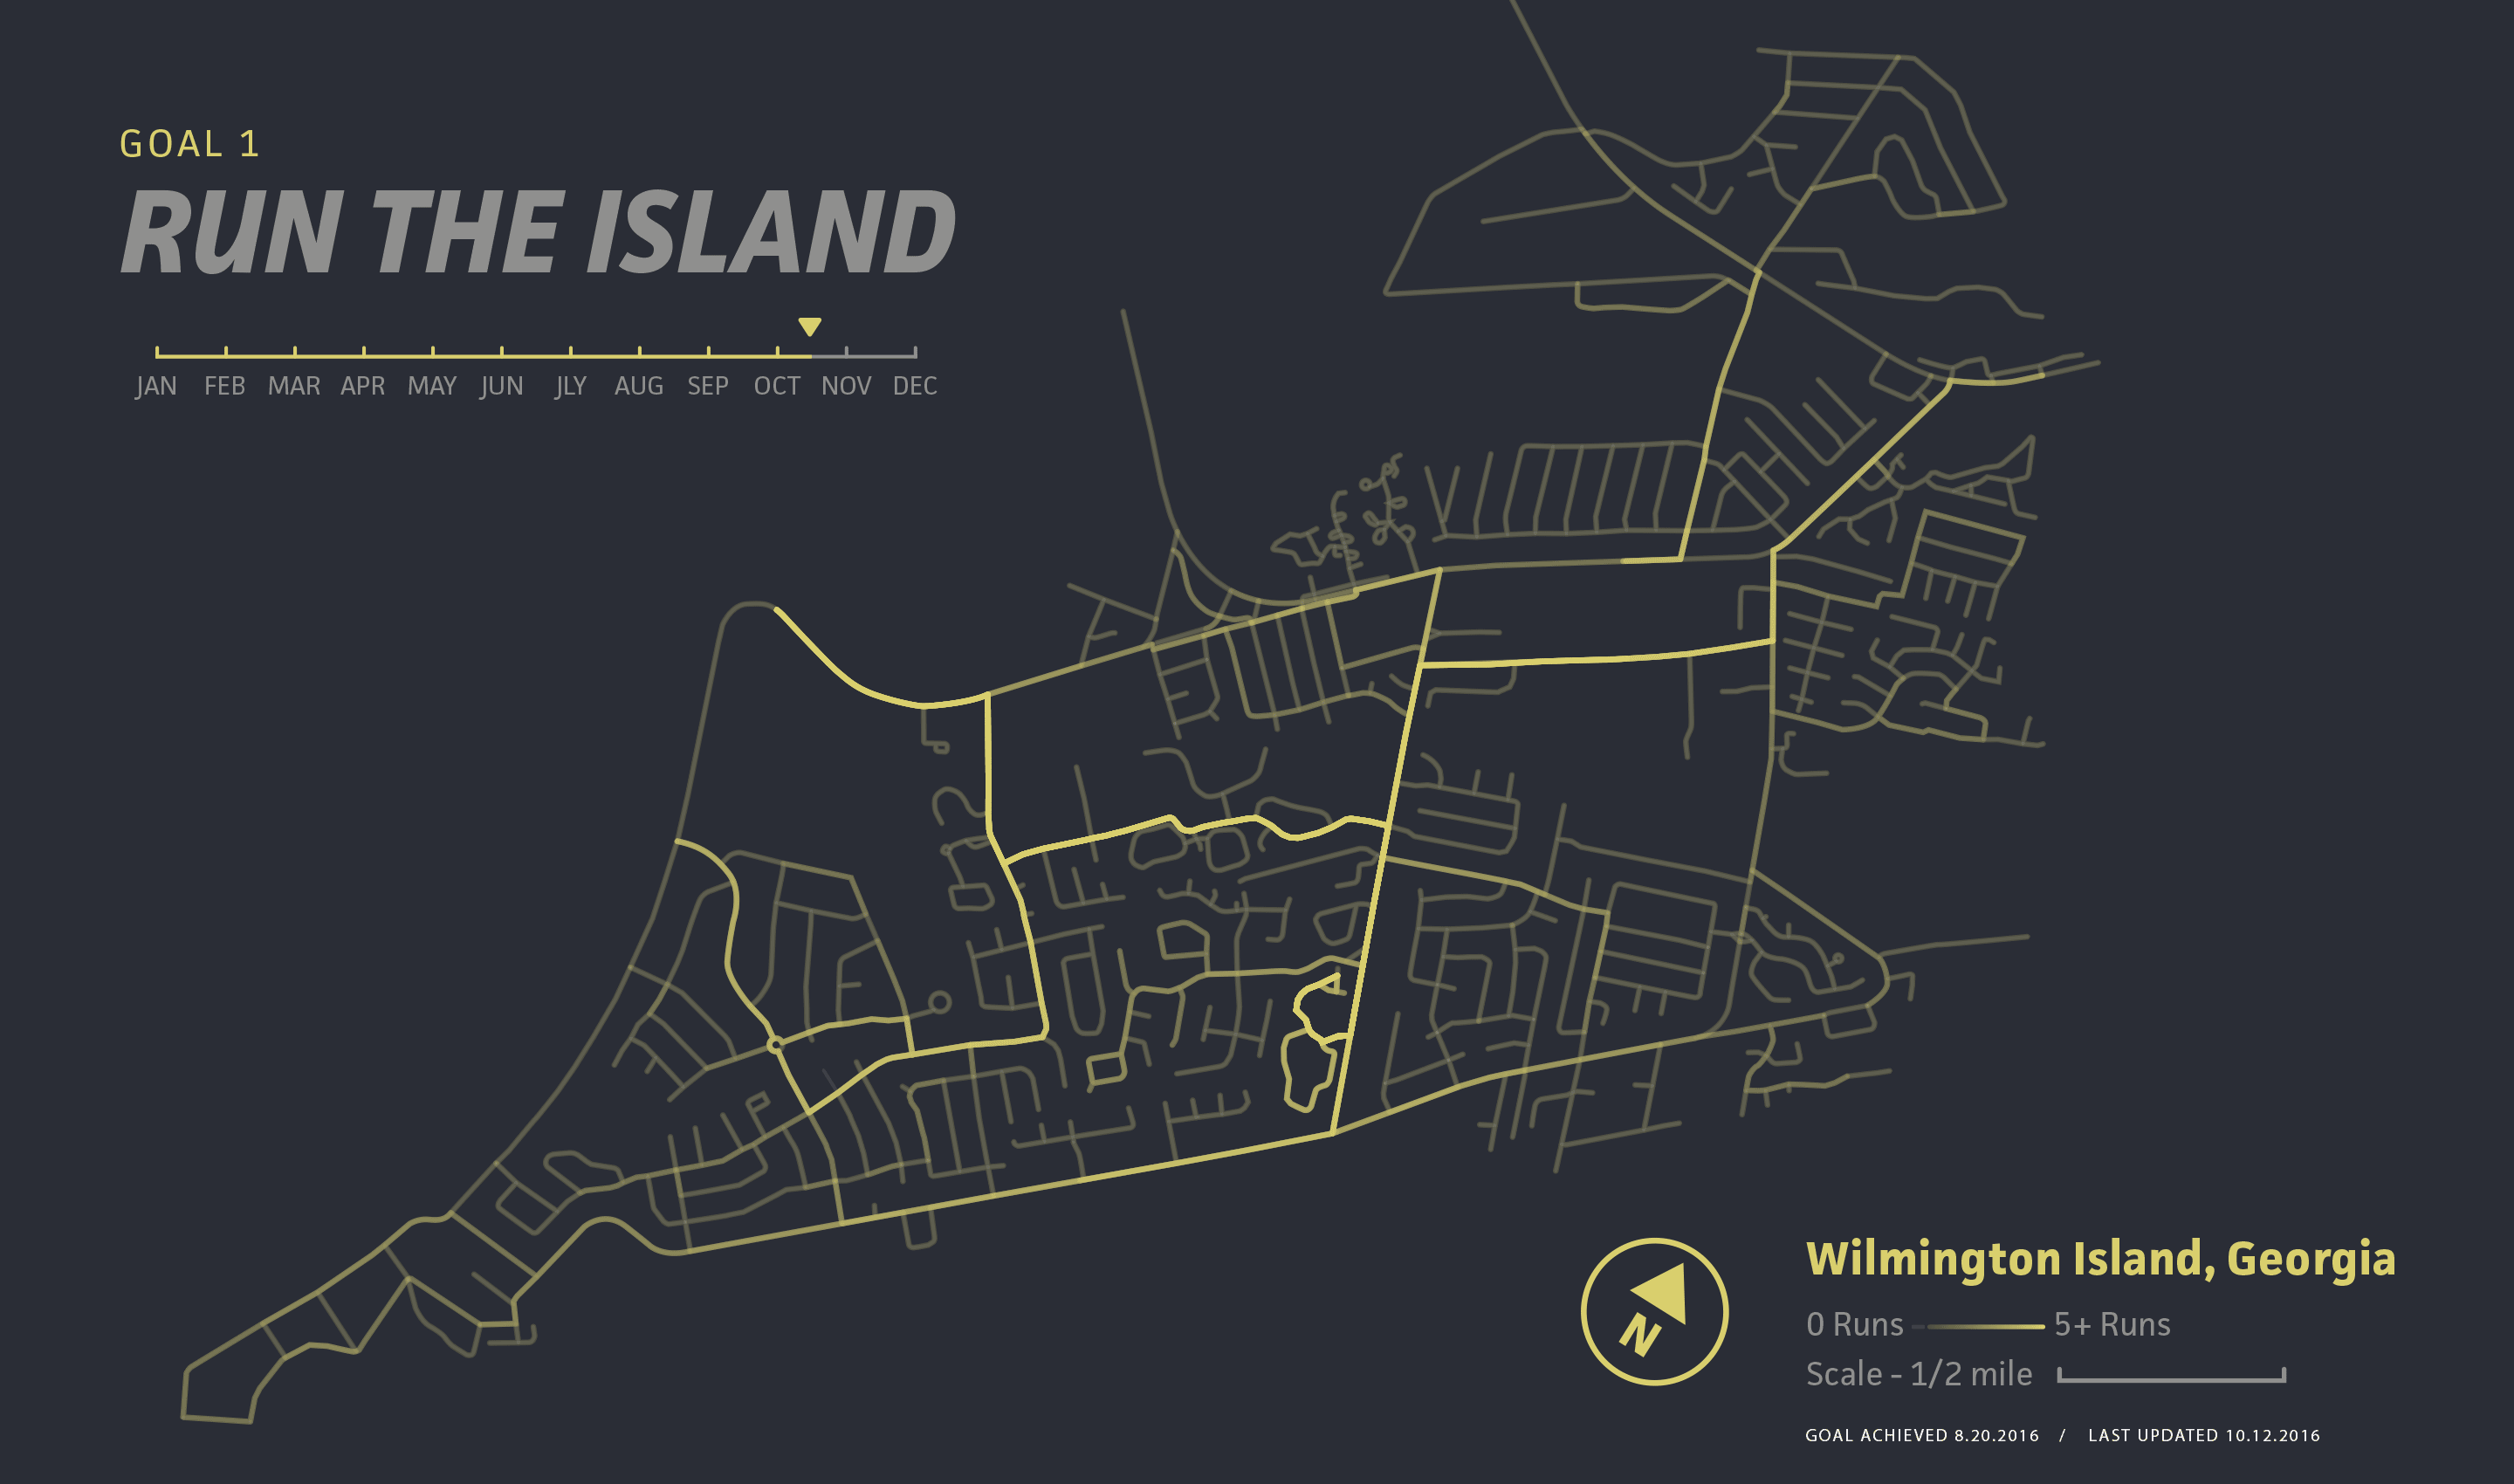 GOAL 1
RUN THE ISLAND
JAN FEB MAR APR MAY JUN JLY AUG SEP OCT NOV DEC
N
Wilmington Island, Georgia
0 Runs 5+ Runs
Scale - 1/2 mile
GOAL ACHIEVED 8.20.2016 / LAST UPDATED 10.12.2016